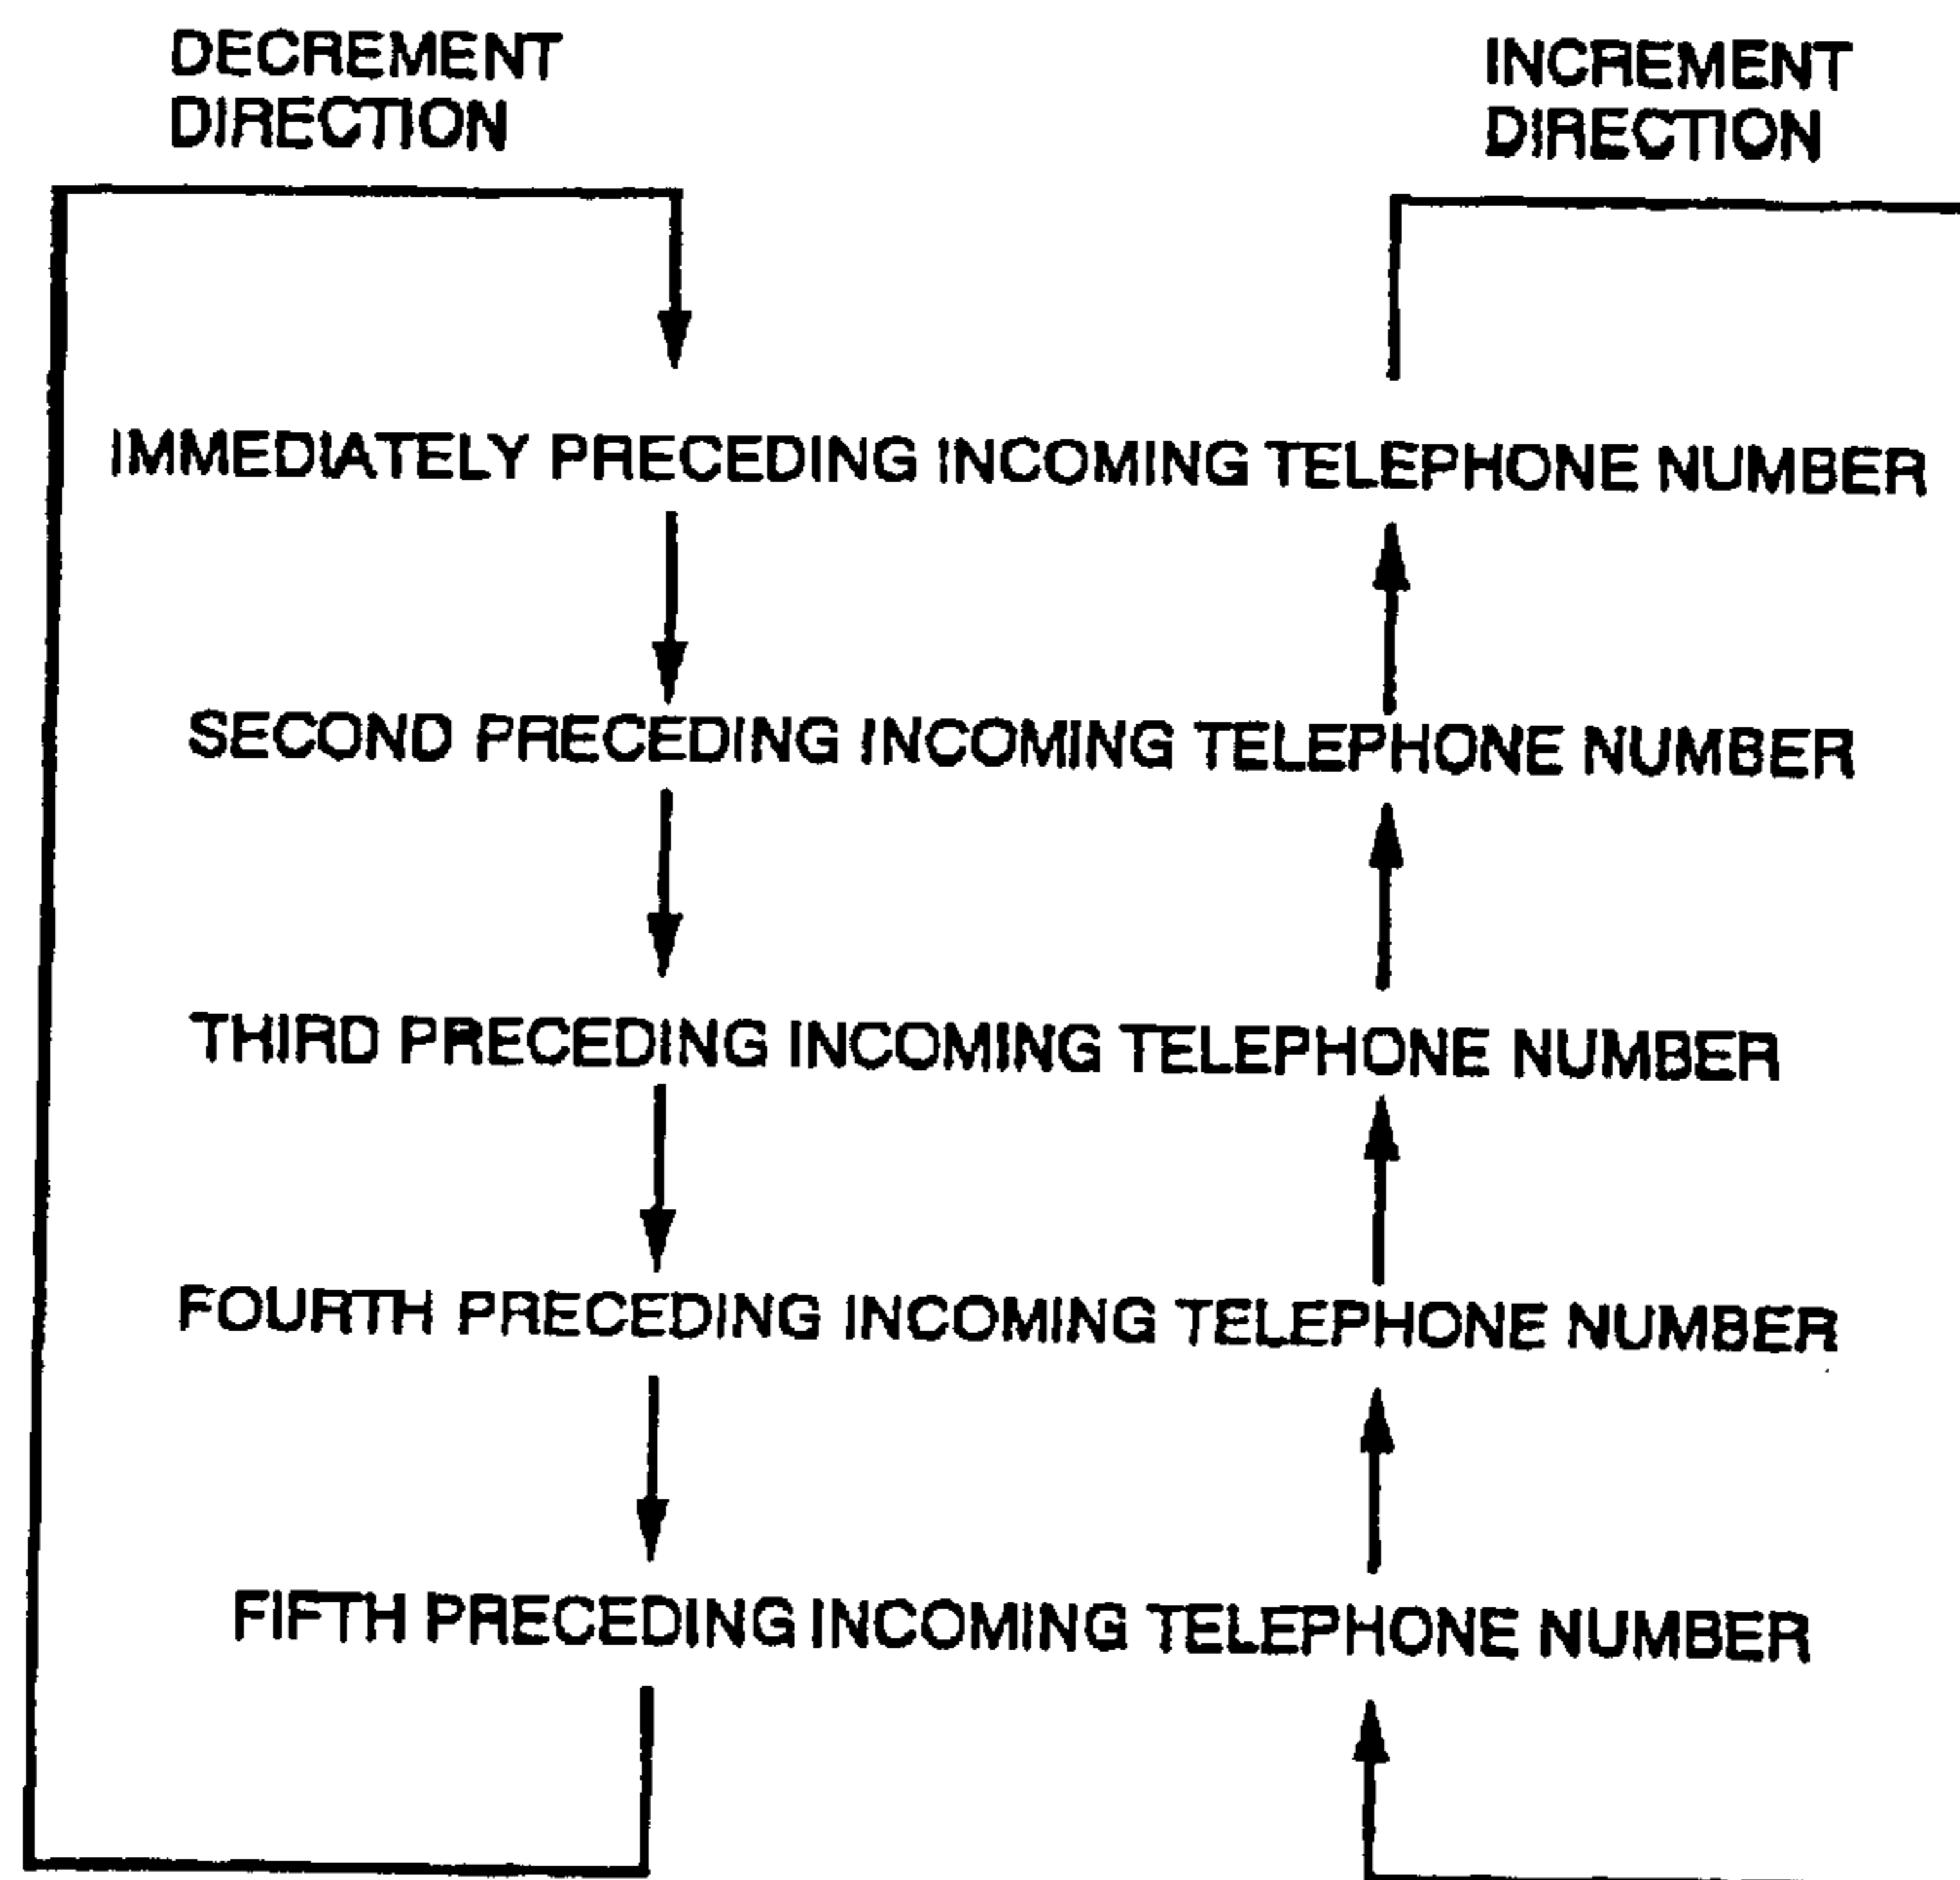 DECREMENT
DIRECTION
INCREMENT
DIRECTION
IMMEDIATELY PRECEDING INCOMING TELEPHONE NUMBER
SECOND PRECEDING INCOMING TELEPHONE NUMBER
THIRD PRECEDING INCOMING TELEPHONE NUMBER
FOURTH PRECEDING INCOMING TELEPHONE NUMBER
FIFTH PRECEDING INCOMING TELEPHONE NUMBER